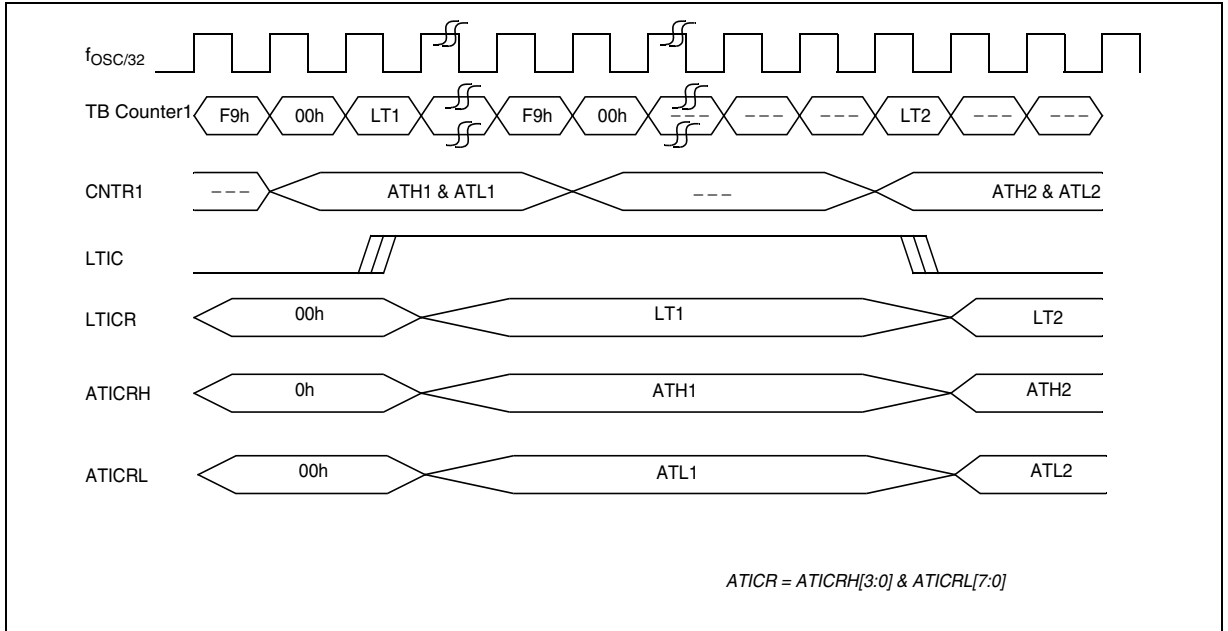 fOSC/32
TB Counter1 F9h 00h LT1 F9h 00h --- --- --- LT2 --- ---
CNTR1 --- ATH1 & ATL1 --- ATH2 & ATL2
LTIC
LTICR 00h LT1 LT2
ATICRH 0h ATH1 ATH2
ATICRL 00h ATL1 ATL2
ATICR = ATICRH[3:0] & ATICRL[7:0]